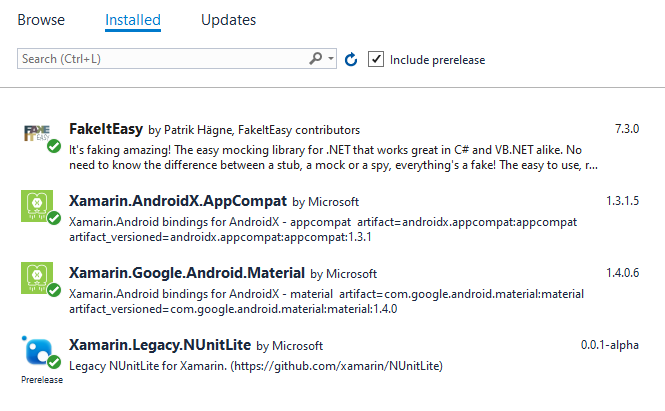 Browse Installed Updates
Search (Ctrl+L) Include prerelease
FakeItEasy by Patrik Hägne, FakeItEasy contributors 7.3.0
It's faking amazing! The easy mocking library for .NET that works great in C# and VB.NET alike. No
need to know the difference between a stub, a mock or a spy, everything's a fake! The easy to use, r...
Xamarin.AndroidX.AppCompat by Microsoft 1.3.1.5
Xamarin.Android bindings for AndroidX - appcompat artifact=androidx.appcompat:appcompat
artifact_versioned=androidx.appcompat:appcompat:1.3.1
Xamarin.Google.Android.Material by Microsoft 1.4.0.6
Xamarin.Android bindings for AndroidX - material artifact=com.google.android.material:material
artifact_versioned=com.google.android.material:material:1.4.0
Xamarin.Legacy.NUnitLite by Microsoft 0.0.1-alpha
Legacy NUnitLite for Xamarin. (https://github.com/xamarin/NUnitLite)
Prerelease